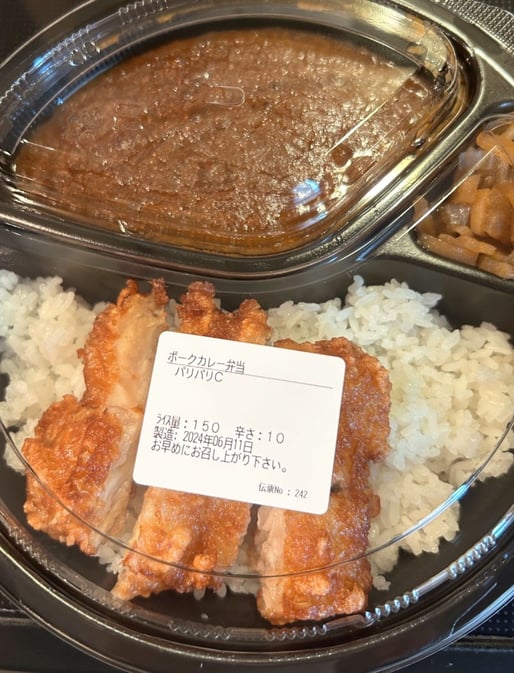 ポークカレー弁当
パリパリC
ﾗｲｽ量：150　辛さ：10
製造：2024年06月11日
お早めにお召し上がり下さい。
伝票No：242